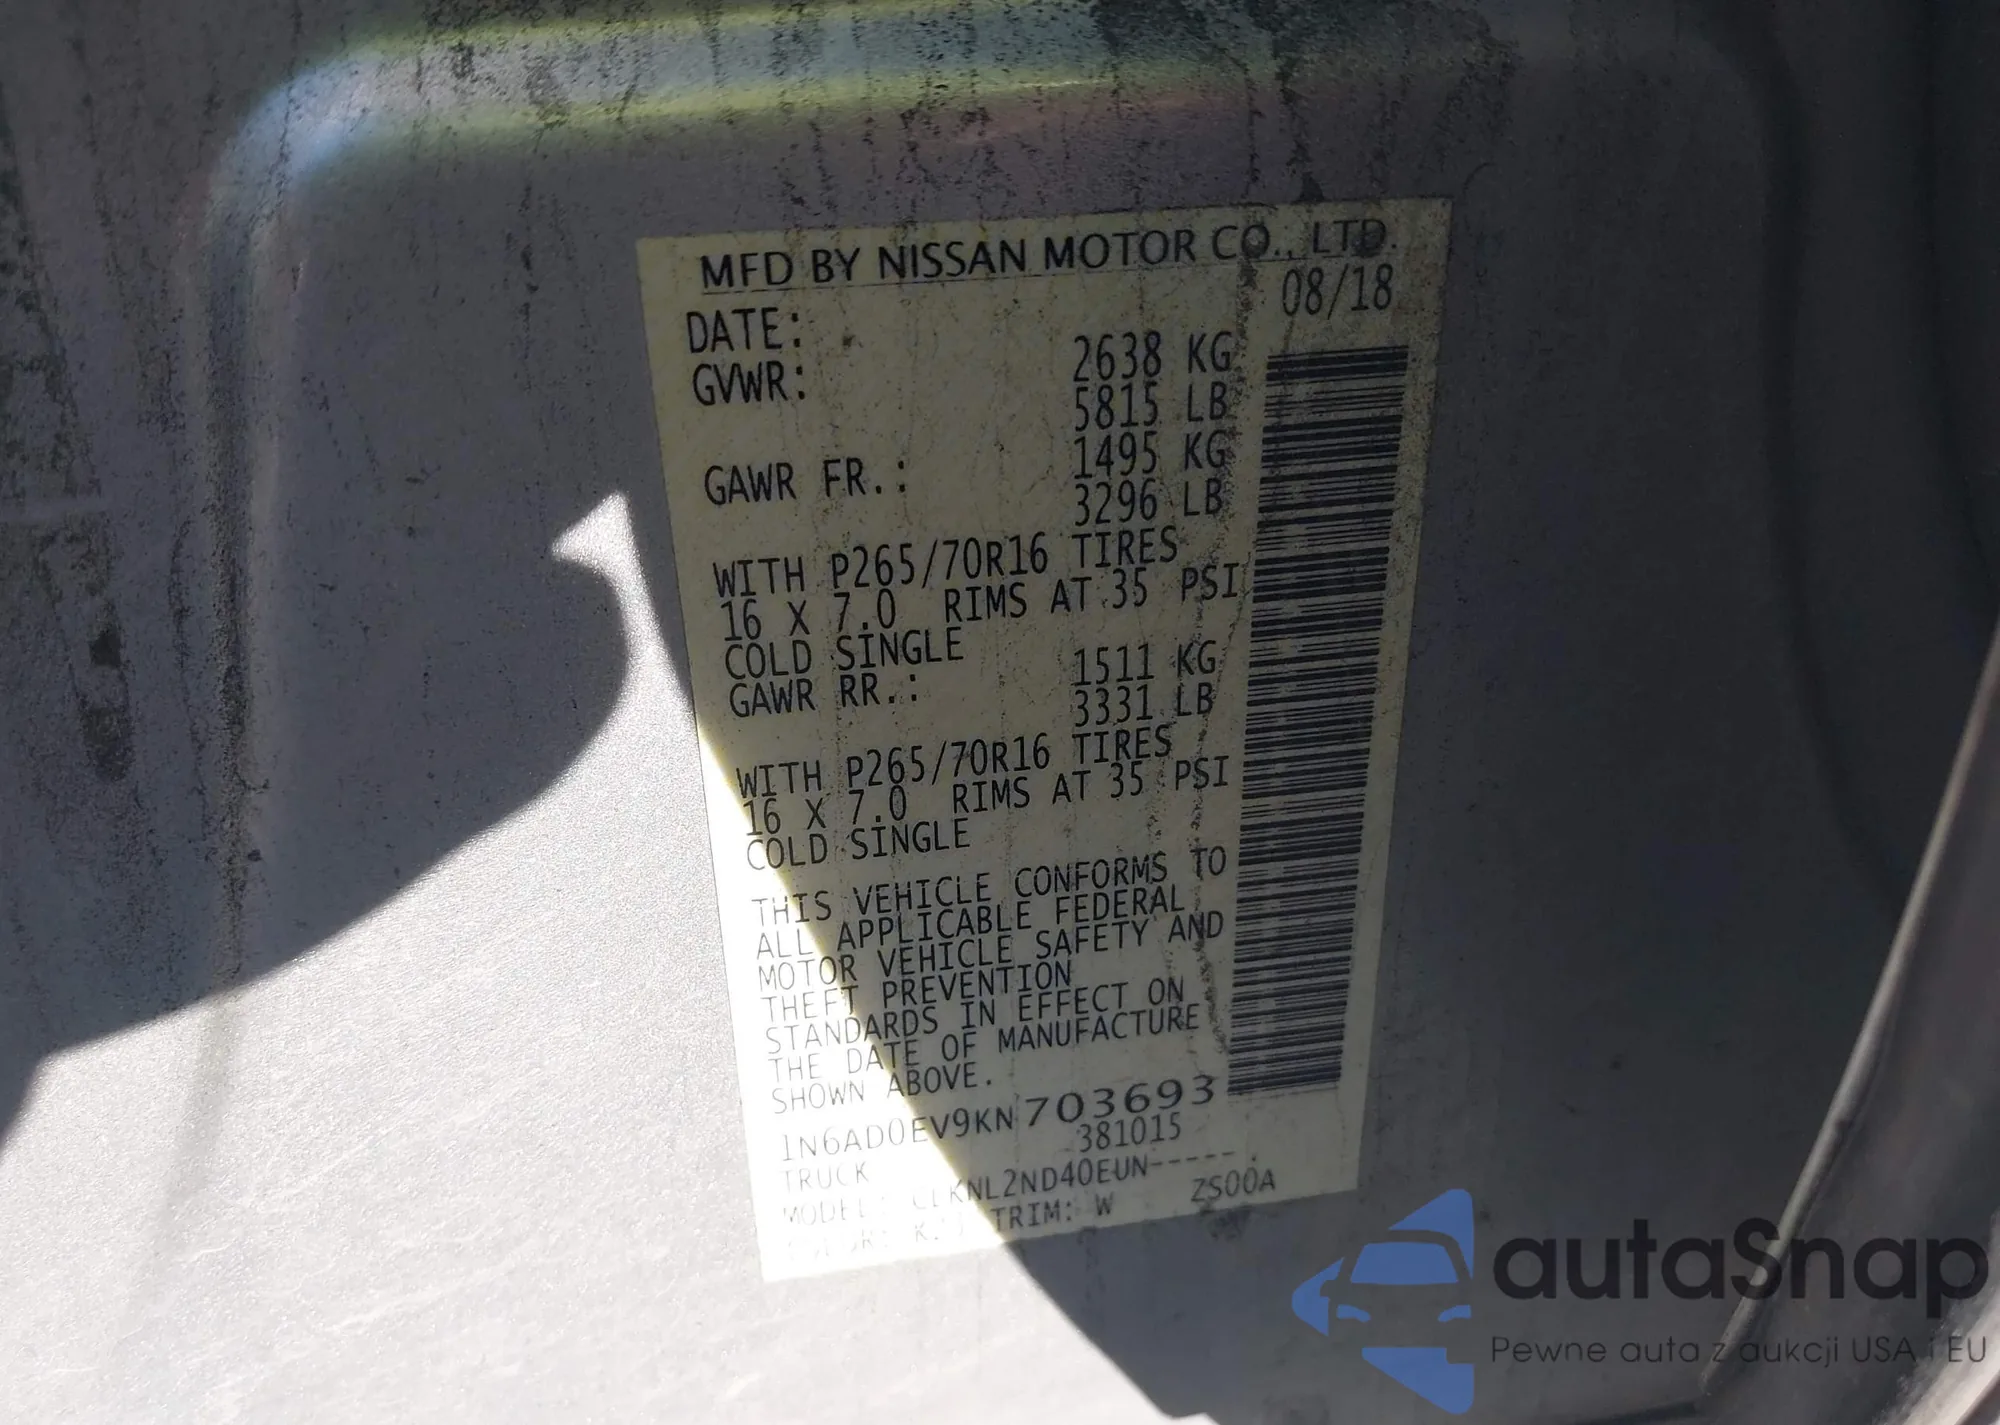 MFD BY NISSAN MOTOR CO., LTD.
DATE: 08/18
GVWR: 2638 KG
5815 LB
GAWR FR.: 1495 KG
3296 LB
WITH P265/70R16 TIRES
16 X 7.0 RIMS AT 35 PSI
COLD SINGLE
GAWR RR.: 1511 KG
3331 LB
WITH P265/70R16 TIRES
16 X 7.0 RIMS AT 35 PSI
COLD SINGLE
THIS VEHICLE CONFORMS TO
ALL APPLICABLE FEDERAL
MOTOR VEHICLE SAFETY AND
THEFT PREVENTION
STANDARDS IN EFFECT ON
THE DATE OF MANUFACTURE
SHOWN ABOVE.
1N6AD0EV9KN703693
TRUCK 381015
MODEL:
COLOR: TRIM: W ZS00A
autaSnap
Pewne auta z aukcji USA i EU